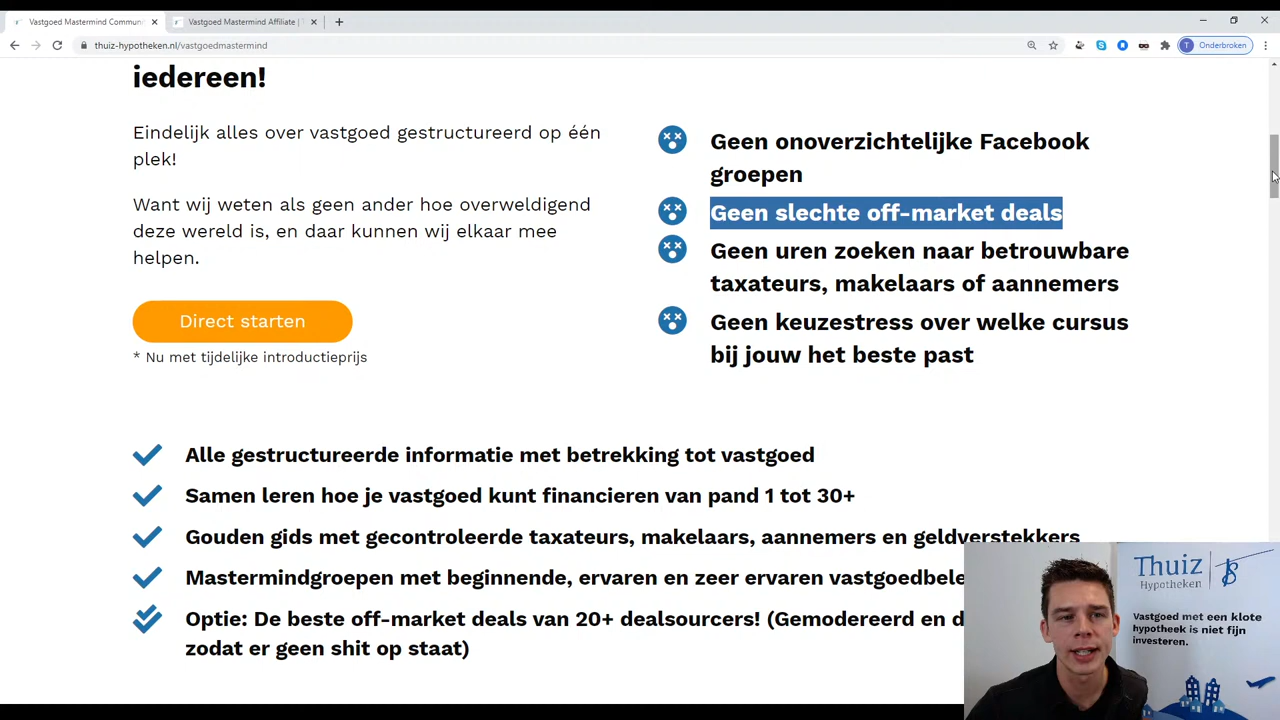 Vastgoed Mastermind Communi
Vastgoed Mastermind Affiliate | T
thuiz-hypotheken.nl/vastgoedmastermind
T
Onderbroken
iedereen!
Eindelijk alles over vastgoed gestructureerd op één
plek!
Want wij weten als geen ander hoe overweldigend
deze wereld is, en daar kunnen wij elkaar mee
helpen.
Direct starten
* Nu met tijdelijke introductieprijs
Geen onoverzichtelijke Facebook
groepen
Geen slechte off-market deals
Geen uren zoeken naar betrouwbare
taxateurs, makelaars of aannemers
Geen keuzestress over welke cursus
bij jouw het beste past
Alle gestructureerde informatie met betrekking tot vastgoed
Samen leren hoe je vastgoed kunt financieren van pand 1 tot 30+
Gouden gids met gecontroleerde taxateurs, makelaars, aannemers en geldverstekkers
Mastermindgroepen met beginnende, ervaren en zeer ervaren vastgoedbele
Optie: De beste off-market deals van 20+ dealsourcers! (Gemodereerd en d
zodat er geen shit op staat)
Thuiz
Hypotheken
Vastgoed met een klote
hypotheek is niet fijn
investeren.